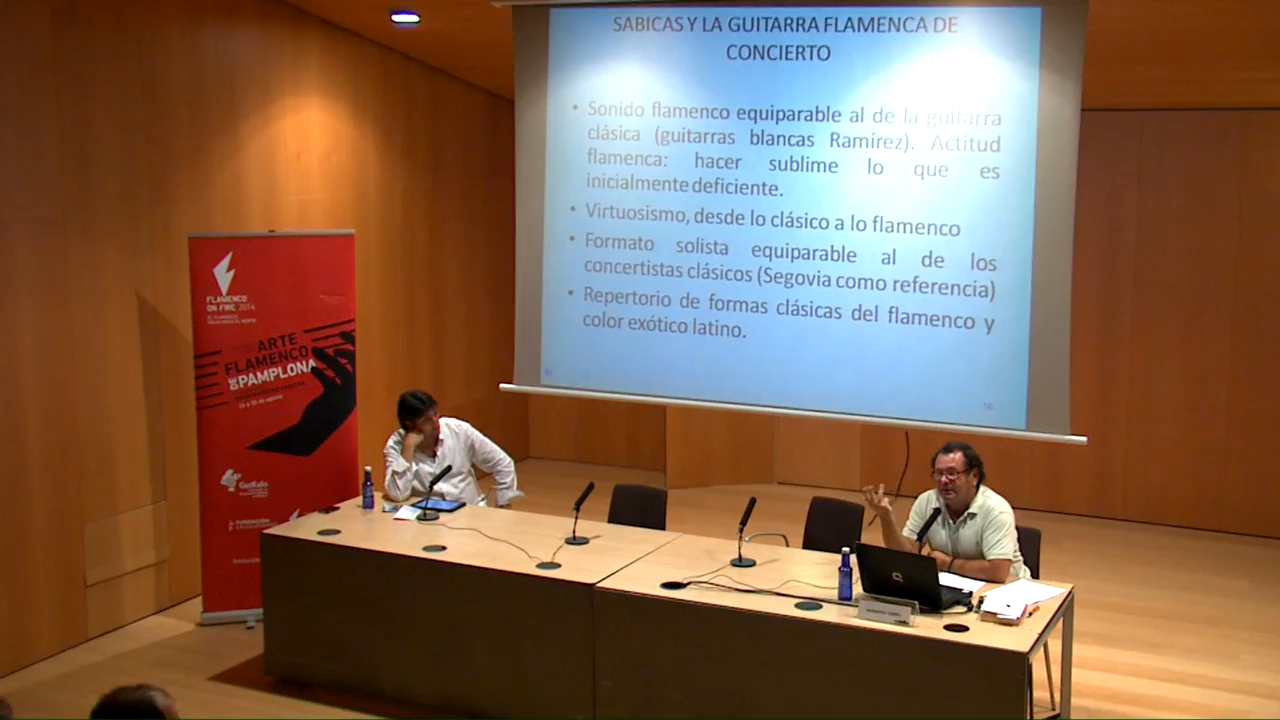 SABICAS Y LA GUITARRA FLAMENCA DE
CONCIERTO
• Sonido flamenco equiparable al de la guitarra
clásica (guitarras blancas Ramírez). Actitud
flamenca: hacer sublime lo que es
inicialmente deficiente.
• Virtuosismo, desde lo clásico a lo flamenco
• Formato solista equiparable al de los
concertistas clásicos (Segovia como referencia)
• Repertorio de formas clásicas del flamenco y
color exótico latino.
FLAMENCO
ON FIRE 2014
ARTE
FLAMENCO
DE PAMPLONA
FUNDACIÓN